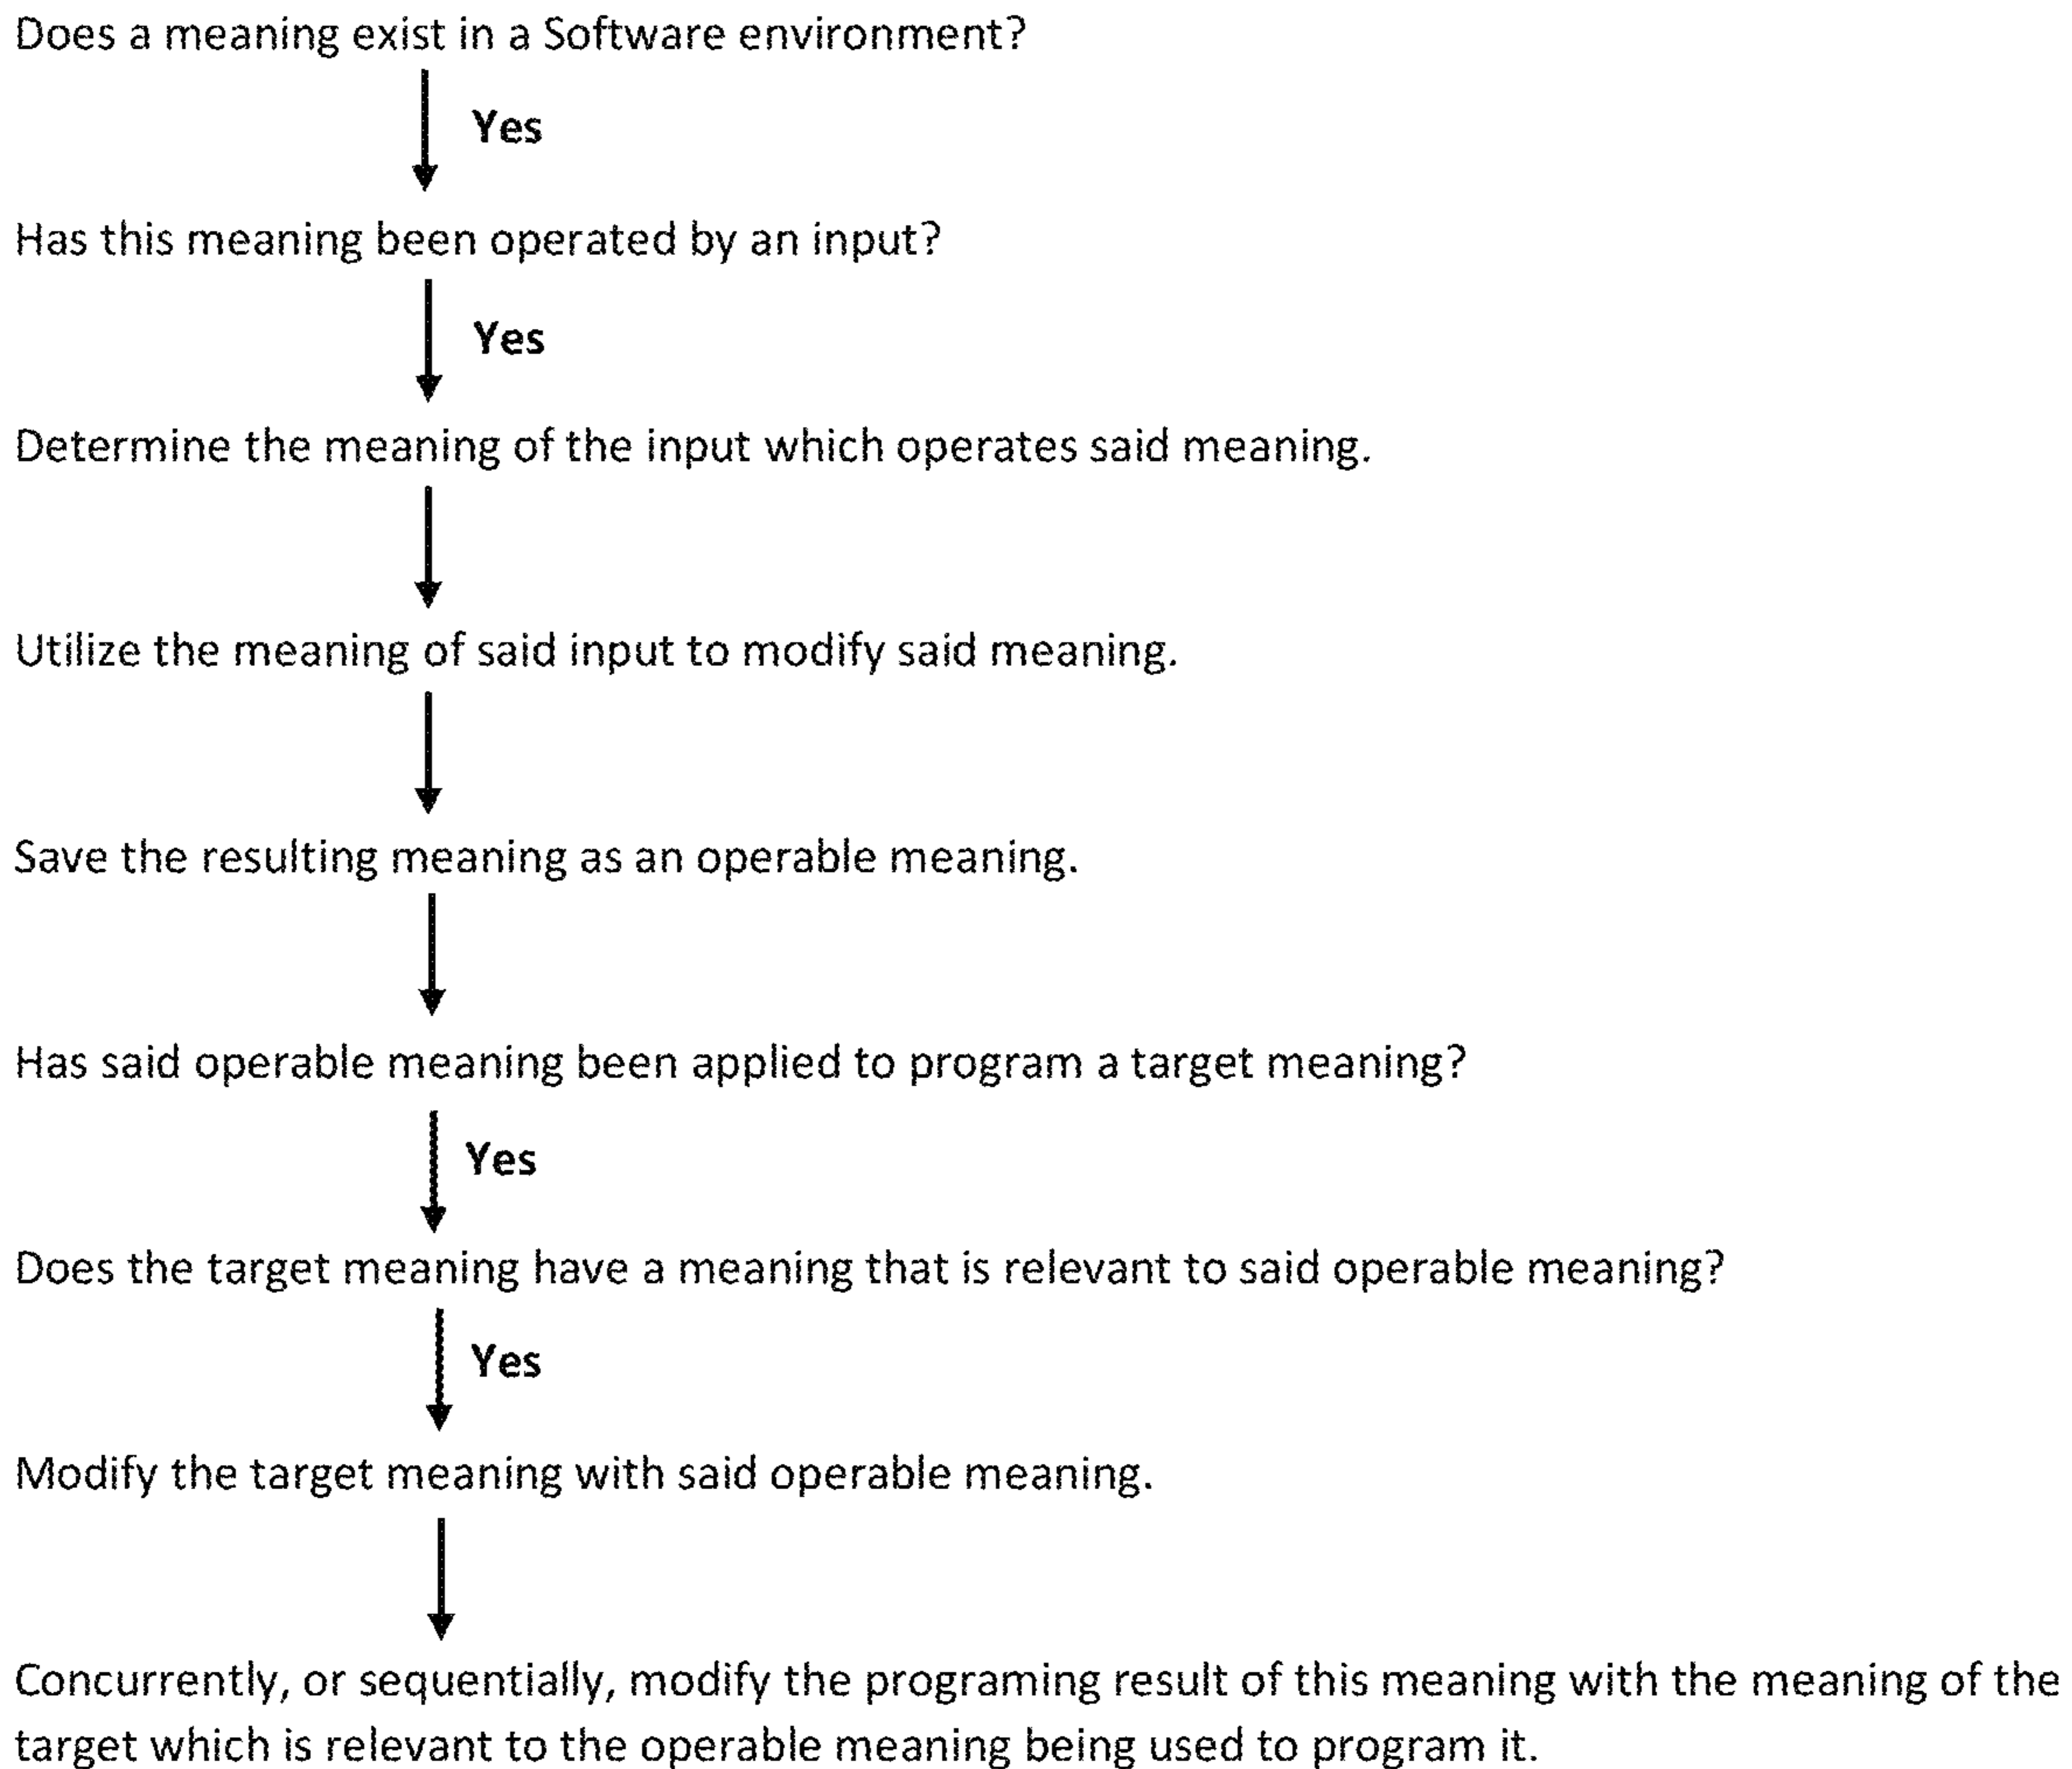 Does a meaning exist in a Software environment?
Yes
Has this meaning been operated by an input?
Yes
Determine the meaning of the input which operates said meaning.
Utilize the meaning of said input to modify said meaning.
Save the resulting meaning as an operable meaning.
Has said operable meaning been applied to program a target meaning?
Yes
Does the target meaning have a meaning that is relevant to said operable meaning?
Yes
Modify the target meaning with said operable meaning.
Concurrently, or sequentially, modify the programing result of this meaning with the meaning of the
target which is relevant to the operable meaning being used to program it.